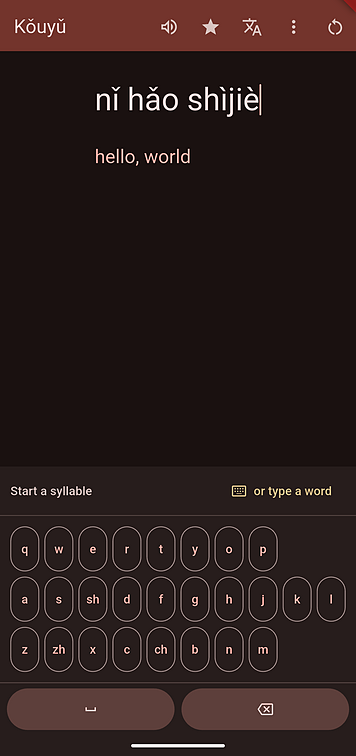 Kǒuyǔ
nǐ hǎo shìjiè
hello, world
Start a syllable
or type a word
q w e r t y o p
a s sh d f g h j k l
z zh x c ch b n m